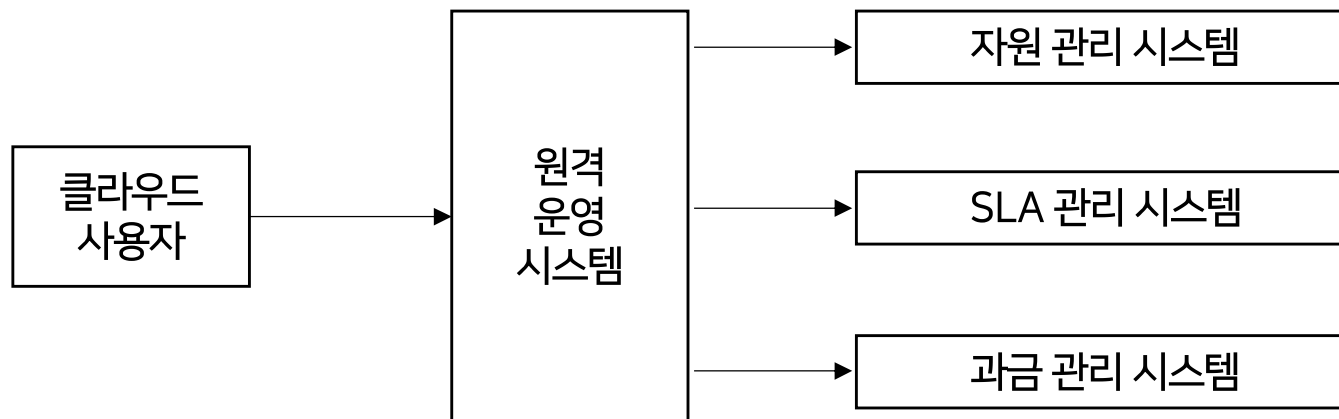 클라우드
사용자
원격
운영
시스템
자원 관리 시스템
SLA 관리 시스템
과금 관리 시스템